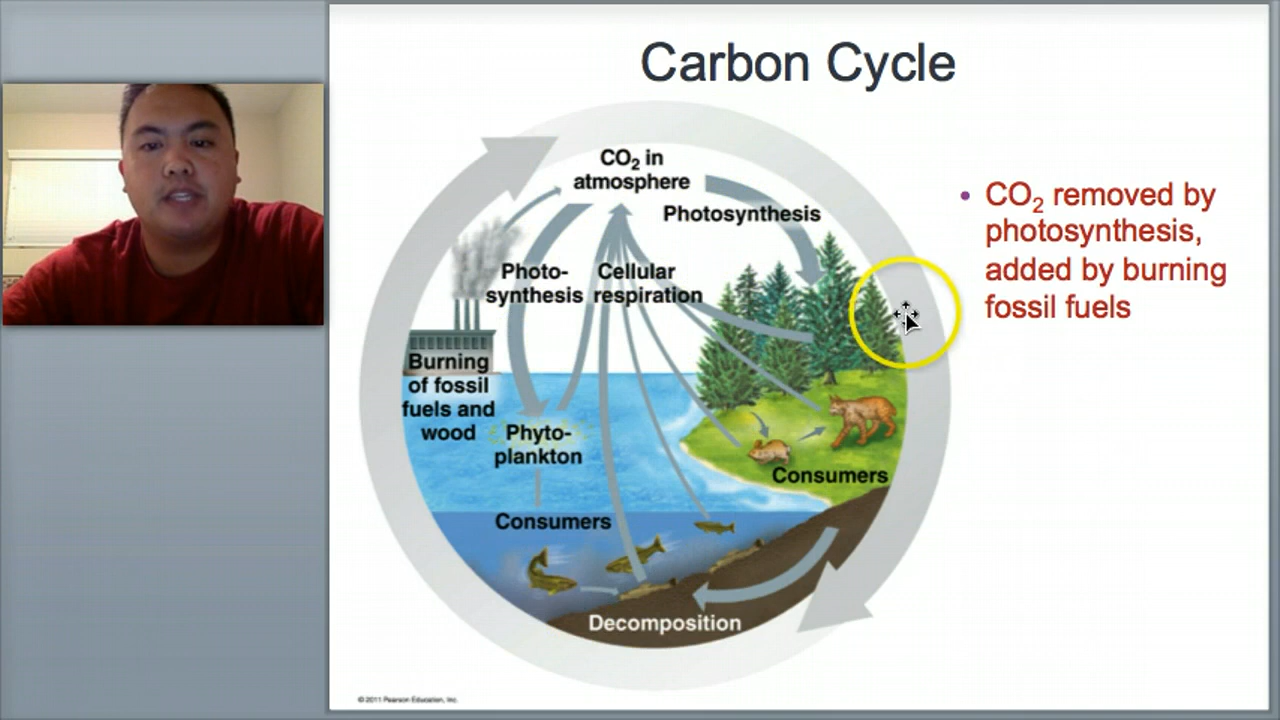 Carbon Cycle
CO₂ in
atmosphere
Photosynthesis
Photo-
synthesis
Cellular
respiration
Burning
of fossil
fuels and
wood
Phyto-
plankton
Consumers
Consumers
Decomposition
• CO₂ removed by
photosynthesis,
added by burning
fossil fuels
© 2011 Pearson Education, Inc.